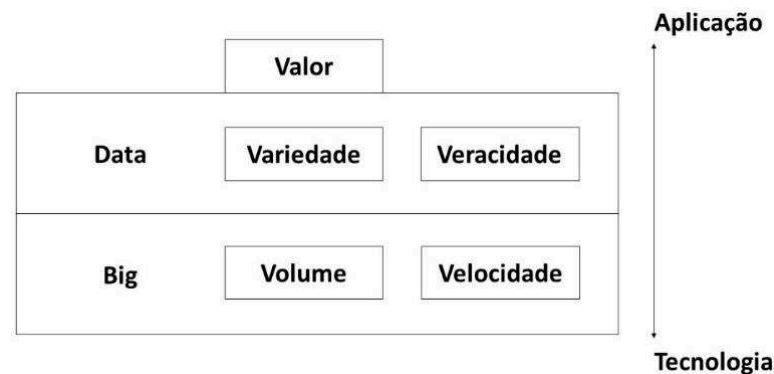 Aplicação
Valor
Data Variedade Veracidade
Big Volume Velocidade
Tecnologia